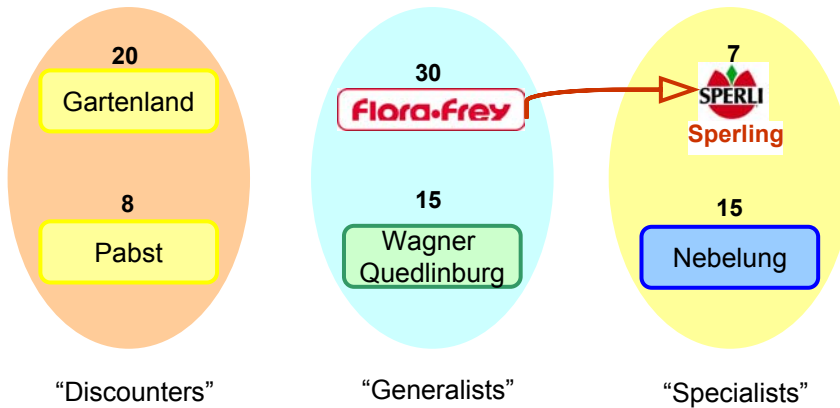 20
Gartenland
8
Pabst
“Discounters”
30
Flora•Frey
15
Wagner
Quedlinburg
“Generalists”
7
SPERLI
Sperling
15
Nebelung
“Specialists”